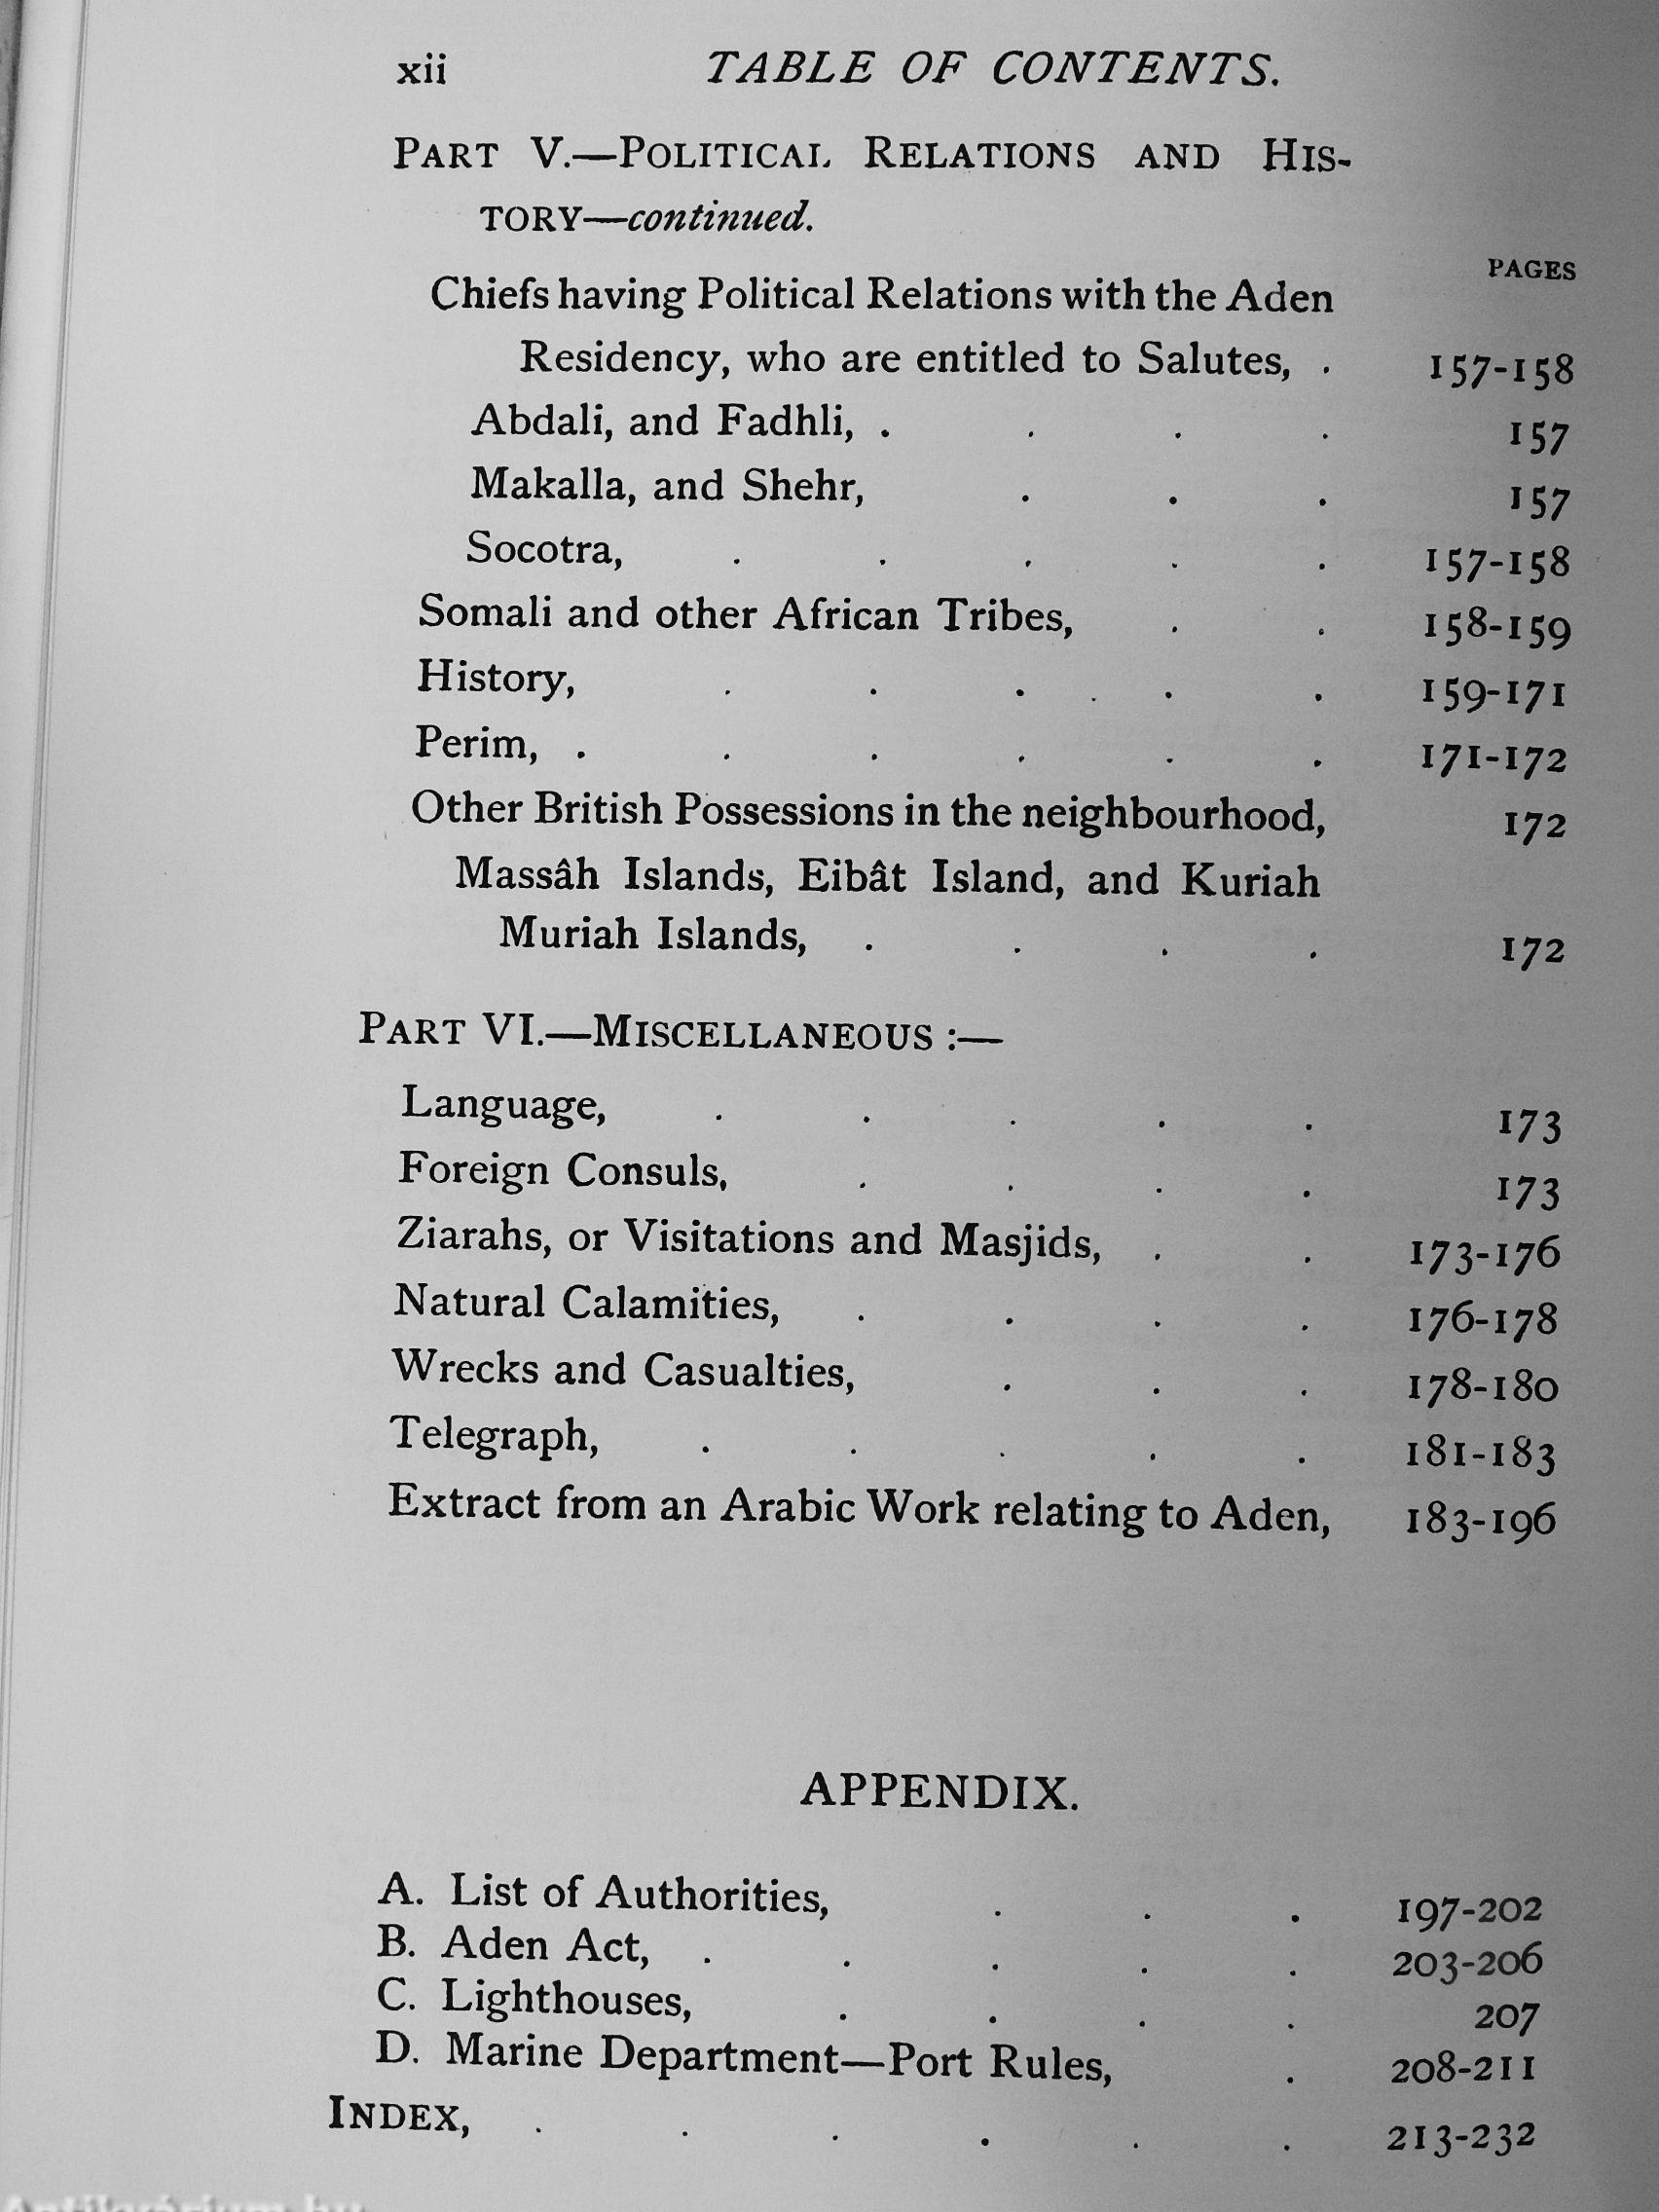 xii TABLE OF CONTENTS.
PART V.—POLITICAL RELATIONS AND HIS-
TORY—continued.
PAGES
Chiefs having Political Relations with the Aden
Residency, who are entitled to Salutes, . 157-158
Abdali, and Fadhli, . . . . 157
Makalla, and Shehr, . . . 157
Socotra, . . . . . 157-158
Somali and other African Tribes, . . 158-159
History, . . . . . 159-171
Perim, . . . . . . 171-172
Other British Possessions in the neighbourhood, 172
Massâh Islands, Eibât Island, and Kuriah
Muriah Islands, . . . . 172
PART VI.—MISCELLANEOUS :—
Language, . . . . . 173
Foreign Consuls, . . . . 173
Ziarahs, or Visitations and Masjids, . . 173-176
Natural Calamities, . . . . 176-178
Wrecks and Casualties, . . . 178-180
Telegraph, . . . . . 181-183
Extract from an Arabic Work relating to Aden, 183-196
APPENDIX.
A. List of Authorities, . . . 197-202
B. Aden Act, . . . . . 203-206
C. Lighthouses, . . . . 207
D. Marine Department—Port Rules, . 208-211
INDEX, . . . . . . 213-232